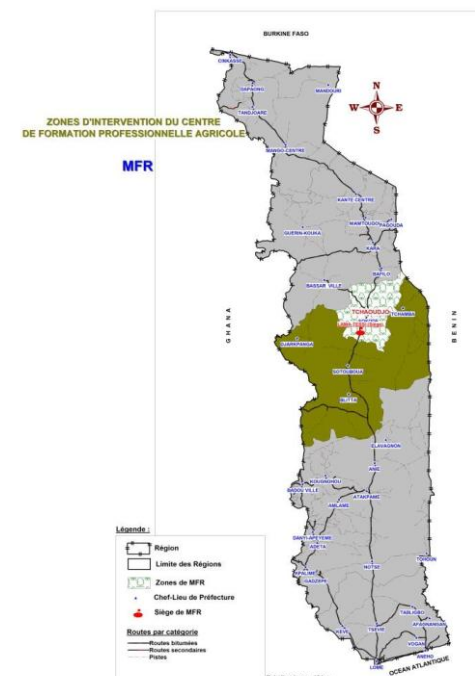 BURKINE FASO
CINKASSE
DAPAONG
MANDOURI
TANDJOARE
N
W E
S
ZONES D'INTERVENTION DU CENTRE
DE FORMATION PROFESSIONNELLE AGRICOLE
MFR
MANGO-CENTRE
KANTE CENTRE
NIAMTOUGO
PAGOUDA
GUERIN-KOUKA
KARA
BAFILO
BASSAR VILLE
TCHAOUDJO
TCHAMBA
GHANA
BENIN
DJARKPANGA
SOTOUBOUA
BLITTA
ELAVAGNON
ANIE
KOUGNOHOU
BADOU VILLE
ATAKPAME
AMLAME
DANYI-APEYEME
ADETA
TOHOUN
KPALIME
GADZEPE
NOTSE
TABLIGBO
AFAGNANGAN
KEVE
TSEVIE
VOGAN
ANEHO
LOME
OCEAN ATLANTIQUE
Légende :
Région
Limite des Régions
Zones de MFR
Chef-Lieu de Préfecture
Siège de MFR
Routes par catégorie
Routes bitumées
Routes secondaires
Pistes